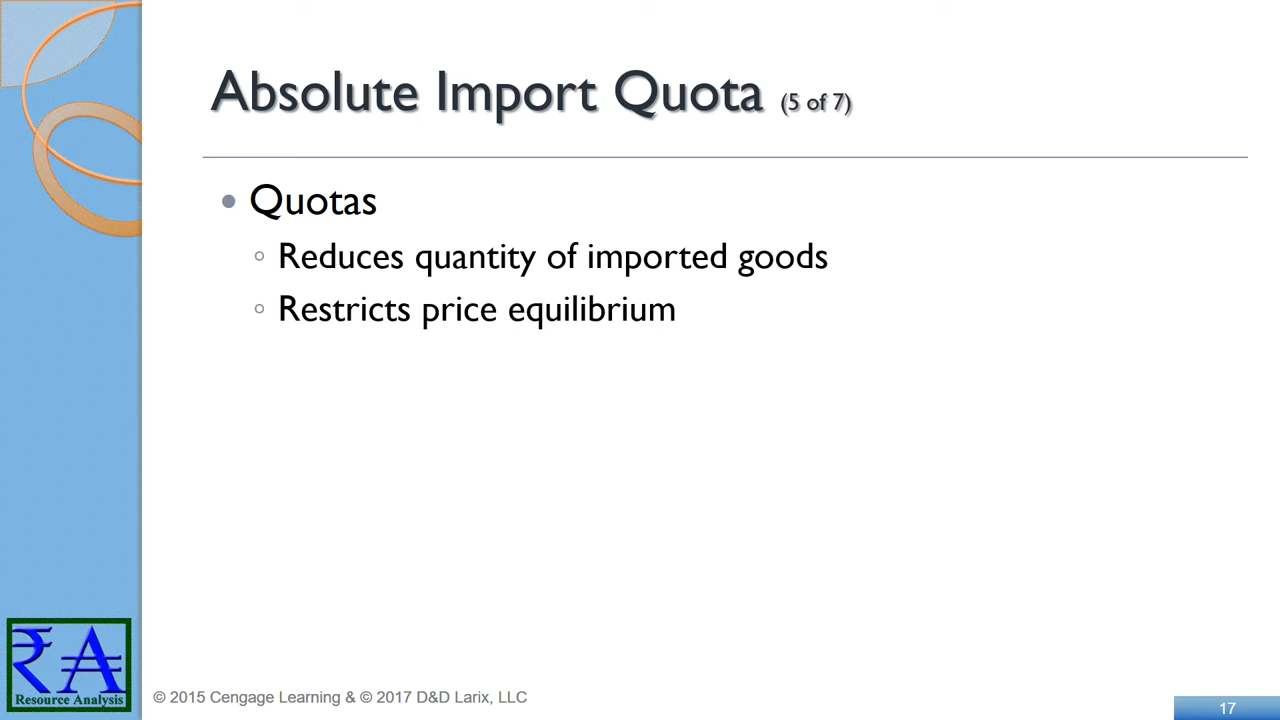 Absolute Import Quota (5 of 7)
Quotas
Reduces quantity of imported goods
Restricts price equilibrium
₹A
Resource Analysis
© 2015 Cengage Learning & © 2017 D&D Larix, LLC
17